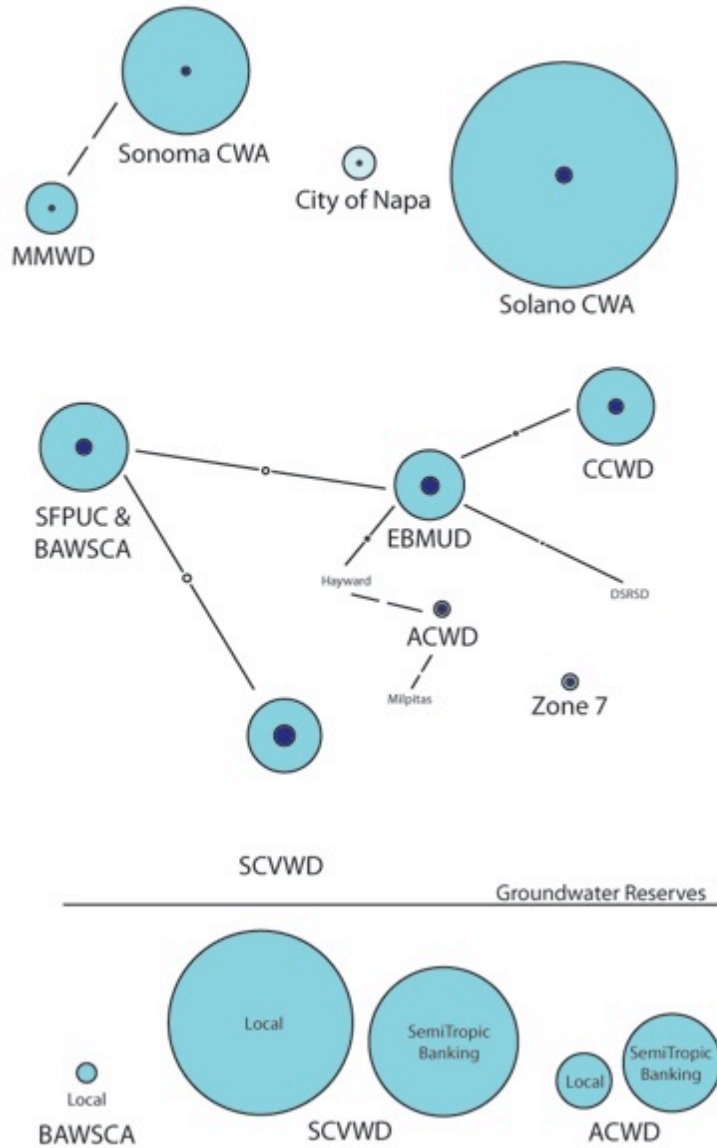 Sonoma CWA
City of Napa
MMWD
Solano CWA
CCWD
SFPUC &
BAWSCA
EBMUD
Hayward
DSRSD
ACWD
Milpitas
Zone 7
SCVWD
Groundwater Reserves
Local
SemiTropic
Banking
SemiTropic
Banking
Local
Local
BAWSCA
SCVWD
ACWD